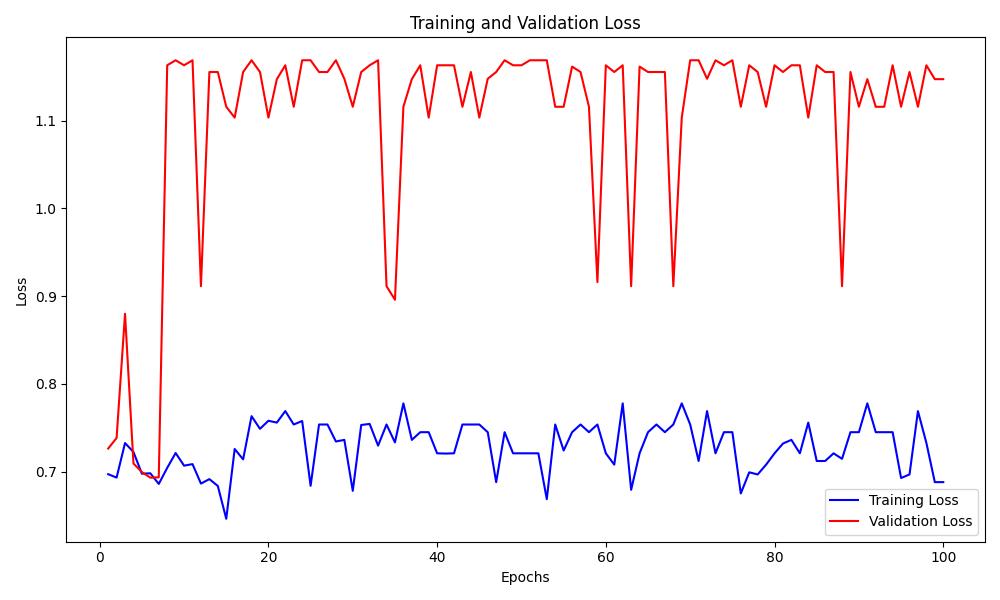 Training and Validation Loss
Loss
1.1
1.0
0.9
0.8
0.7
0 20 40 60 80 100
Epochs
Training Loss
Validation Loss